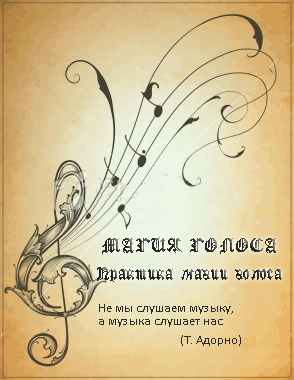 МАГИЯ ГОЛОСА
Практика магии голоса
Не мы слушаем музыку,
а музыка слушает нас
(Т. Адорно)